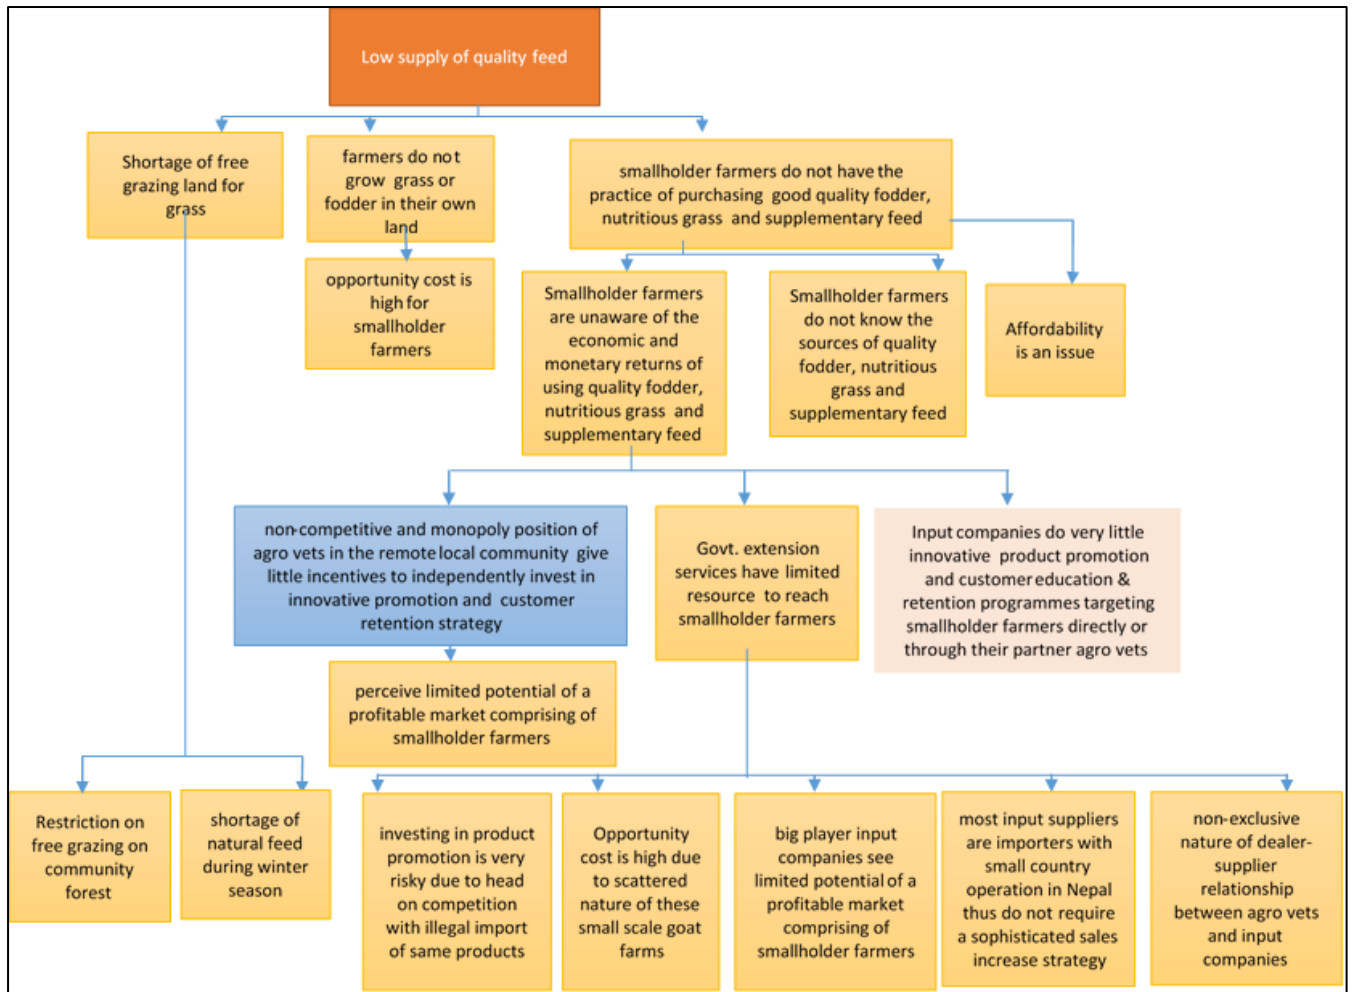 Low supply of quality feed
Shortage of free
grazing land for
grass
farmers do not
grow grass or
fodder in their own
land
smallholder farmers do not have the
practice of purchasing good quality fodder,
nutritious grass and supplementary feed
opportunity cost is
high for
smallholder
farmers
Smallholder farmers
are unaware of the
economic and
monetary returns of
using quality fodder,
nutritious grass and
supplementary feed
Smallholder farmers
do not know the
sources of quality
fodder, nutritious
grass and
supplementary feed
Affordability
is an issue
non-competitive and monopoly position of
agro vets in the remote local community give
little incentives to independently invest in
innovative promotion and customer
retention strategy
Govt. extension
services have limited
resource to reach
smallholder farmers
Input companies do very little
innovative product promotion
and customer education &
retention programmes targeting
smallholder farmers directly or
through their partner agro vets
perceive limited potential of a
profitable market comprising of
smallholder farmers
Restriction on
free grazing on
community
forest
shortage of
natural feed
during winter
season
investing in product
promotion is very
risky due to head
on competition
with illegal import
of same products
Opportunity
cost is high due
to scattered
nature of these
small scale goat
farms
big player input
companies see
limited potential of a
profitable market
comprising of
smallholder farmers
most input suppliers
are importers with
small country
operation in Nepal
thus do not require
a sophisticated sales
increase strategy
non-exclusive
nature of dealer-
supplier
relationship
between agro vets
and input
companies